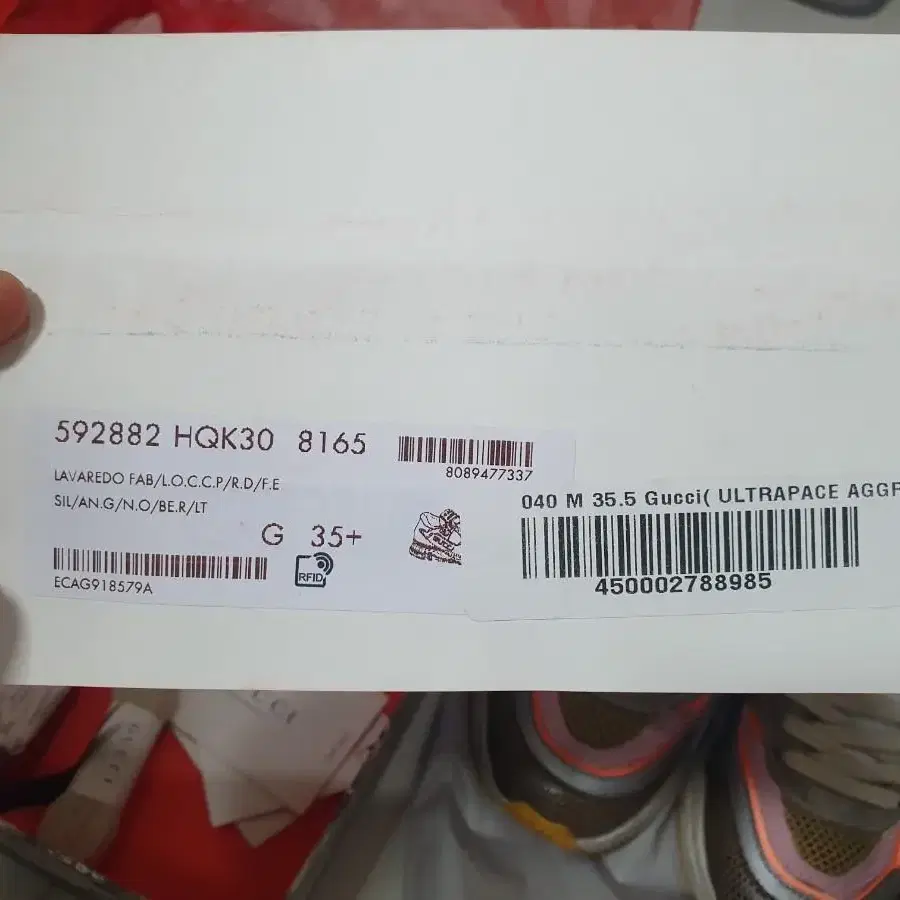 592882 HQK30 8165
8089477337
LAVAREDO FAB/L.O.C.C.P/R.D/F.E
SIL/AN.G/N.O/BE.R/LT
G 35+
RFID
ECAG918579A
040 M 35.5 Gucci( ULTRAPACE AGGR
450002788985
GUCCI